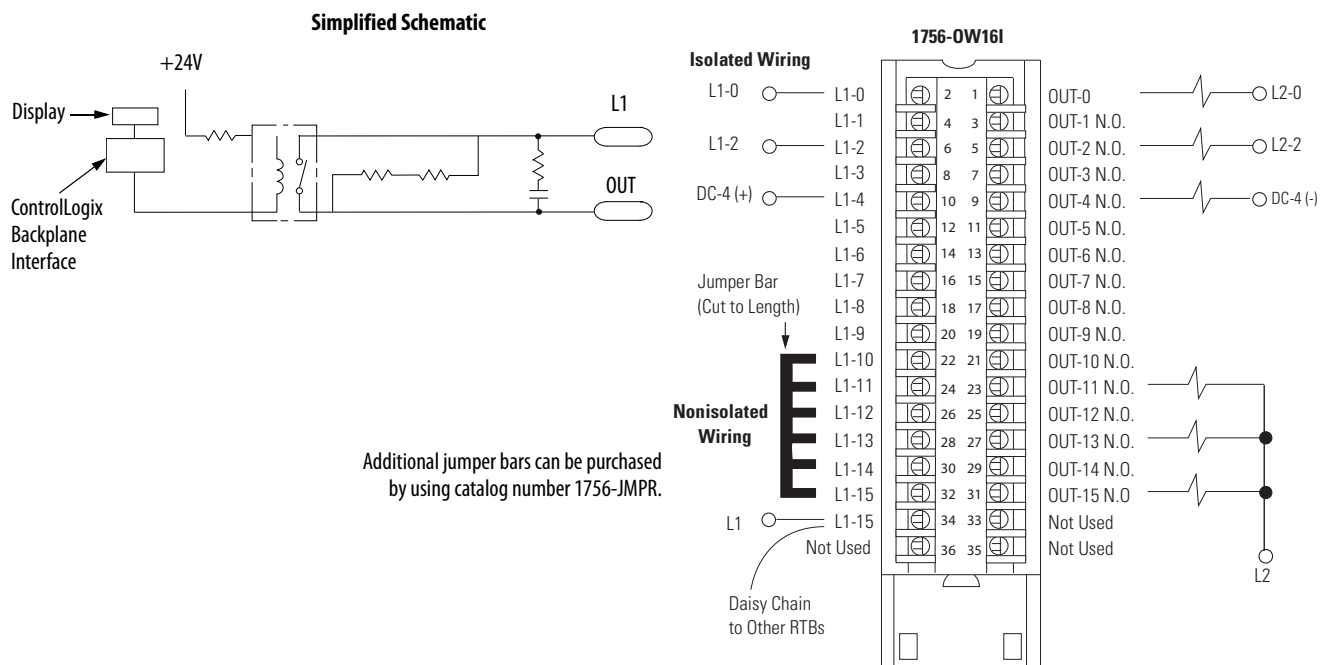 Simplified Schematic
+24V
Display
L1
OUT
ControlLogix
Backplane
Interface
Additional jumper bars can be purchased
by using catalog number 1756-JMPR.
1756-OW16I
Isolated Wiring
L1-0 L1-0 2 1 OUT-0 L2-0
L1-1 4 3 OUT-1 N.O.
L1-2 L1-2 6 5 OUT-2 N.O. L2-2
L1-3 8 7 OUT-3 N.O.
DC-4 (+) L1-4 10 9 OUT-4 N.O. DC-4 (-)
L1-5 12 11 OUT-5 N.O.
L1-6 14 13 OUT-6 N.O.
L1-7 16 15 OUT-7 N.O.
L1-8 18 17 OUT-8 N.O.
L1-9 20 19 OUT-9 N.O.
L1-10 22 21 OUT-10 N.O.
L1-11 24 23 OUT-11 N.O.
L1-12 26 25 OUT-12 N.O.
L1-13 28 27 OUT-13 N.O.
L1-14 30 29 OUT-14 N.O.
L1-15 32 31 OUT-15 N.O
L1 L1-15 34 33 Not Used
Not Used 36 35 Not Used
Jumper Bar
(Cut to Length)
Nonisolated
Wiring
L2
Daisy Chain
to Other RTBs